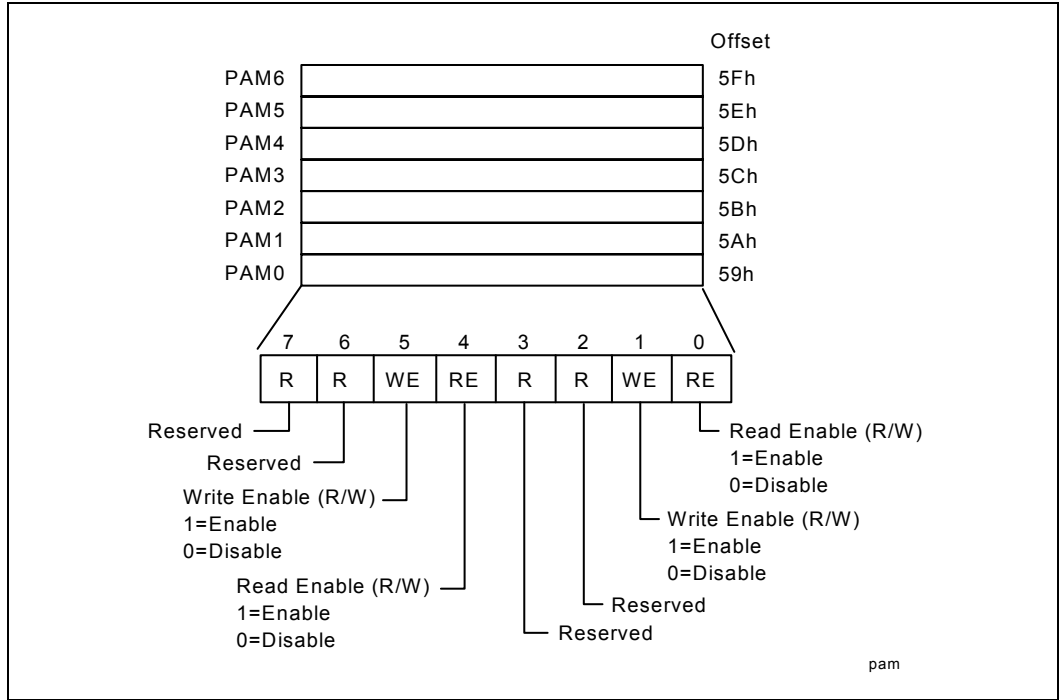 Offset
PAM6 5Fh
PAM5 5Eh
PAM4 5Dh
PAM3 5Ch
PAM2 5Bh
PAM1 5Ah
PAM0 59h
7 6 5 4 3 2 1 0
R R WE RE R R WE RE
Reserved
Reserved
Write Enable (R/W)
1=Enable
0=Disable
Read Enable (R/W)
1=Enable
0=Disable
Read Enable (R/W)
1=Enable
0=Disable
Write Enable (R/W)
1=Enable
0=Disable
Reserved
Reserved
pam